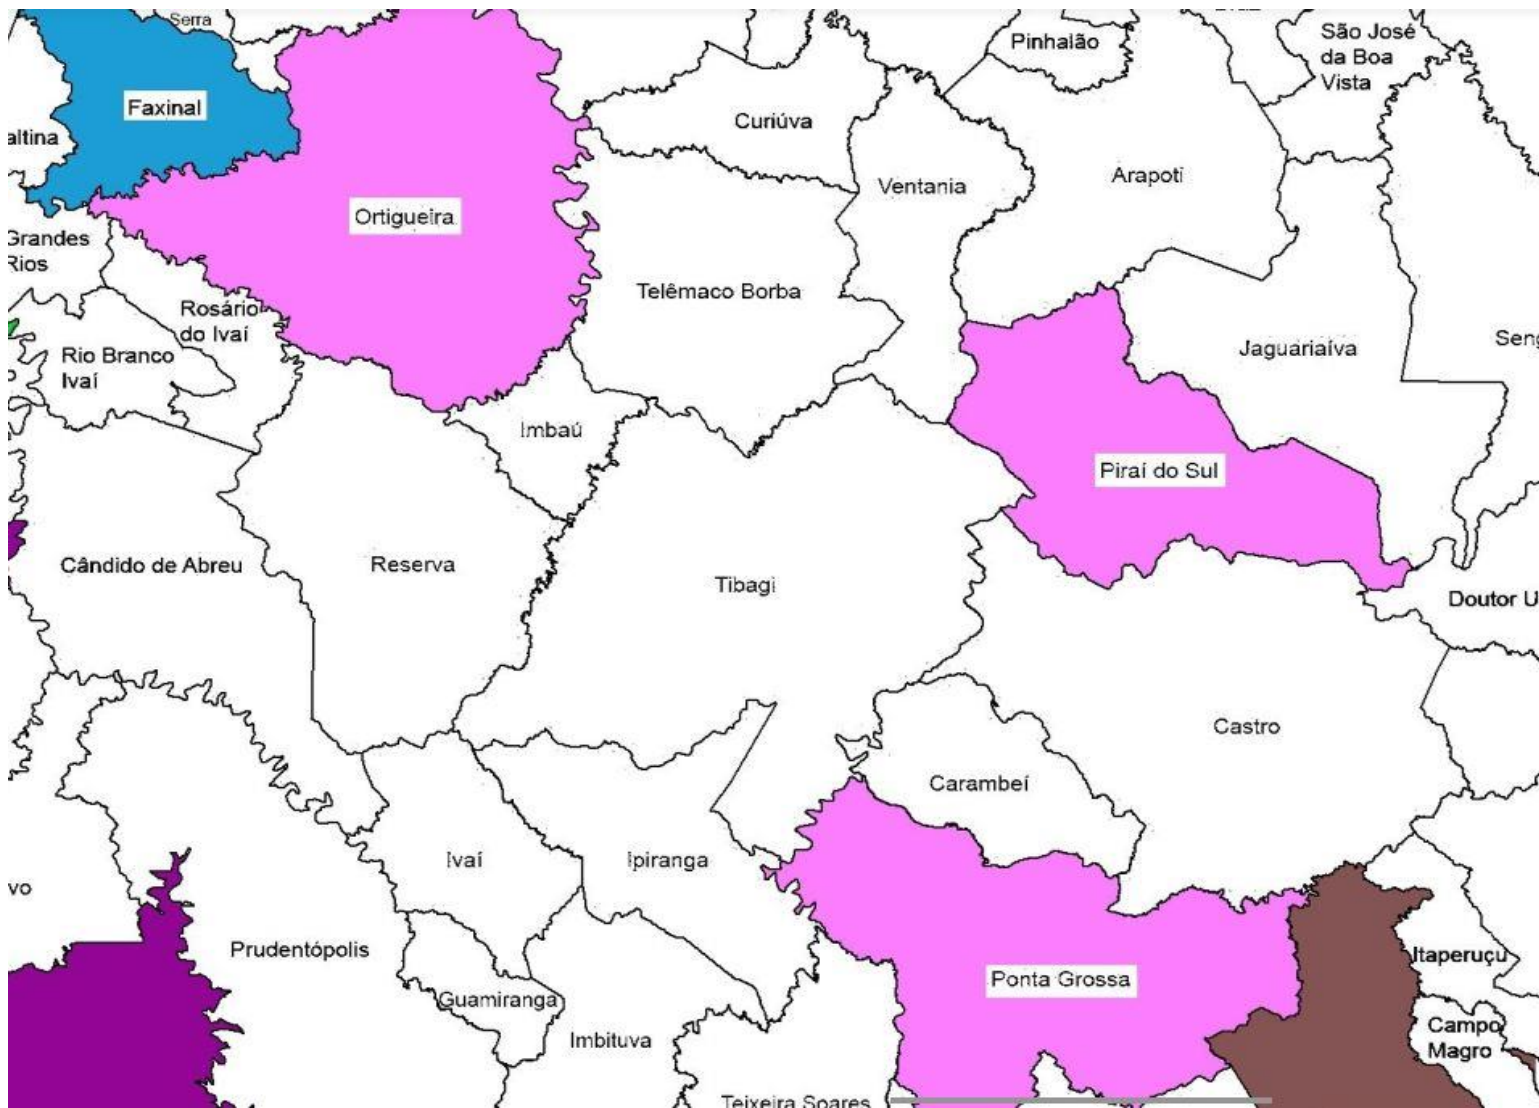 Serra
Pinhalão
São José
da Boa
Vista
Faxinal
altina
Curiúva
Ventania
Arapoti
Ortigueira
Grandes
Rios
Telêmaco Borba
Rosário
do Ivaí
Rio Branco
Ivaí
Jaguariaíva
Seng
Imbaú
Piraí do Sul
Cândido de Abreu
Reserva
Tibagi
Doutor U
Castro
Carambeí
Ivaí
Ipiranga
vo
Prudentópolis
Guamiranga
Ponta Grossa
Itaperuçu
Imbituva
Campo
Magro
Teixeira Soares